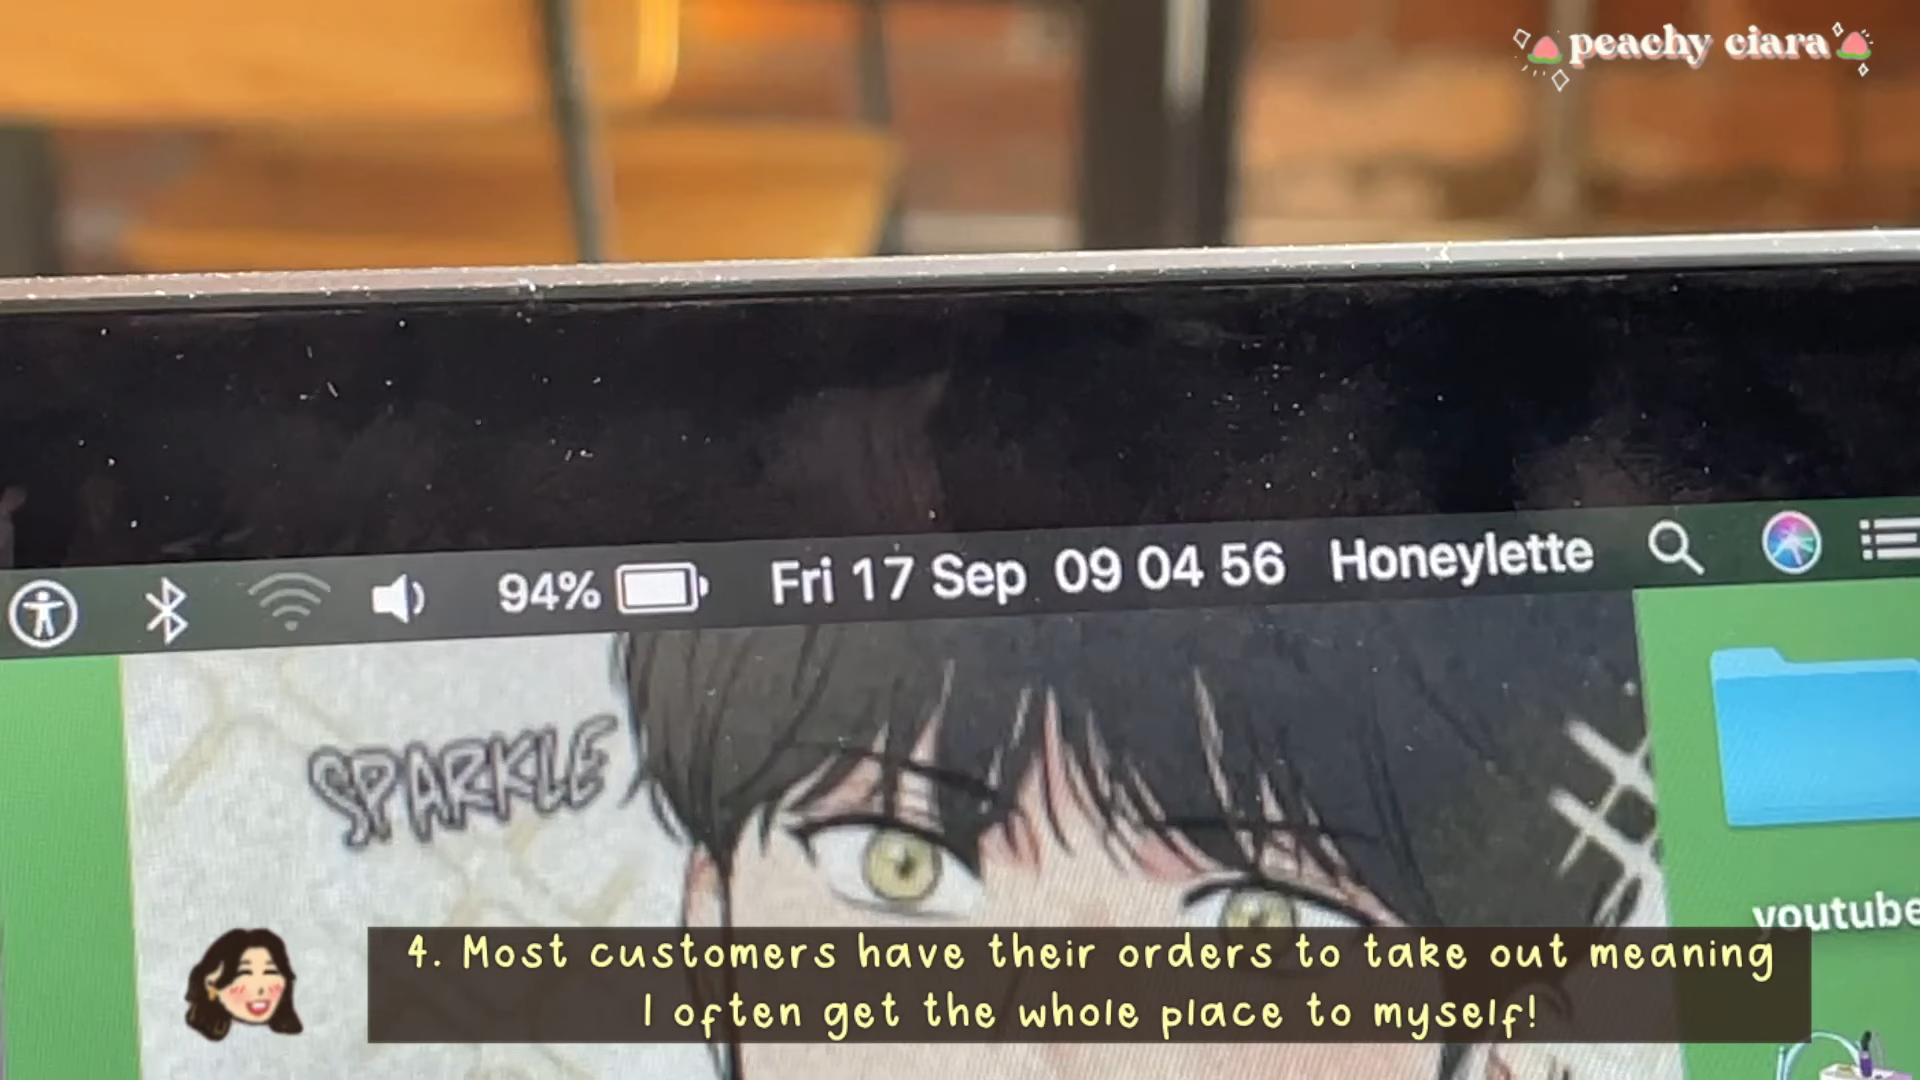 peachy ciara
94% Fri 17 Sep 09 04 56 Honeylette
SPARKLE
youtube
4. Most customers have their orders to take out meaning
I often get the whole place to myself!